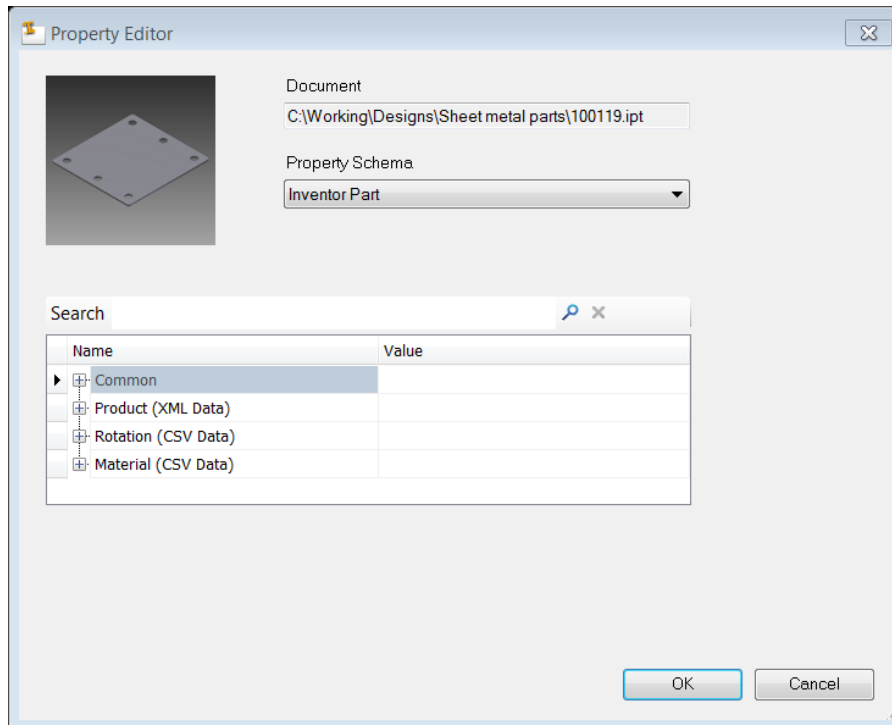 Property Editor
Document
C:\Working\Designs\Sheet metal parts\100119.ipt
Property Schema
Inventor Part
Search
Name Value
Common
Product (XML Data)
Rotation (CSV Data)
Material (CSV Data)
OK Cancel